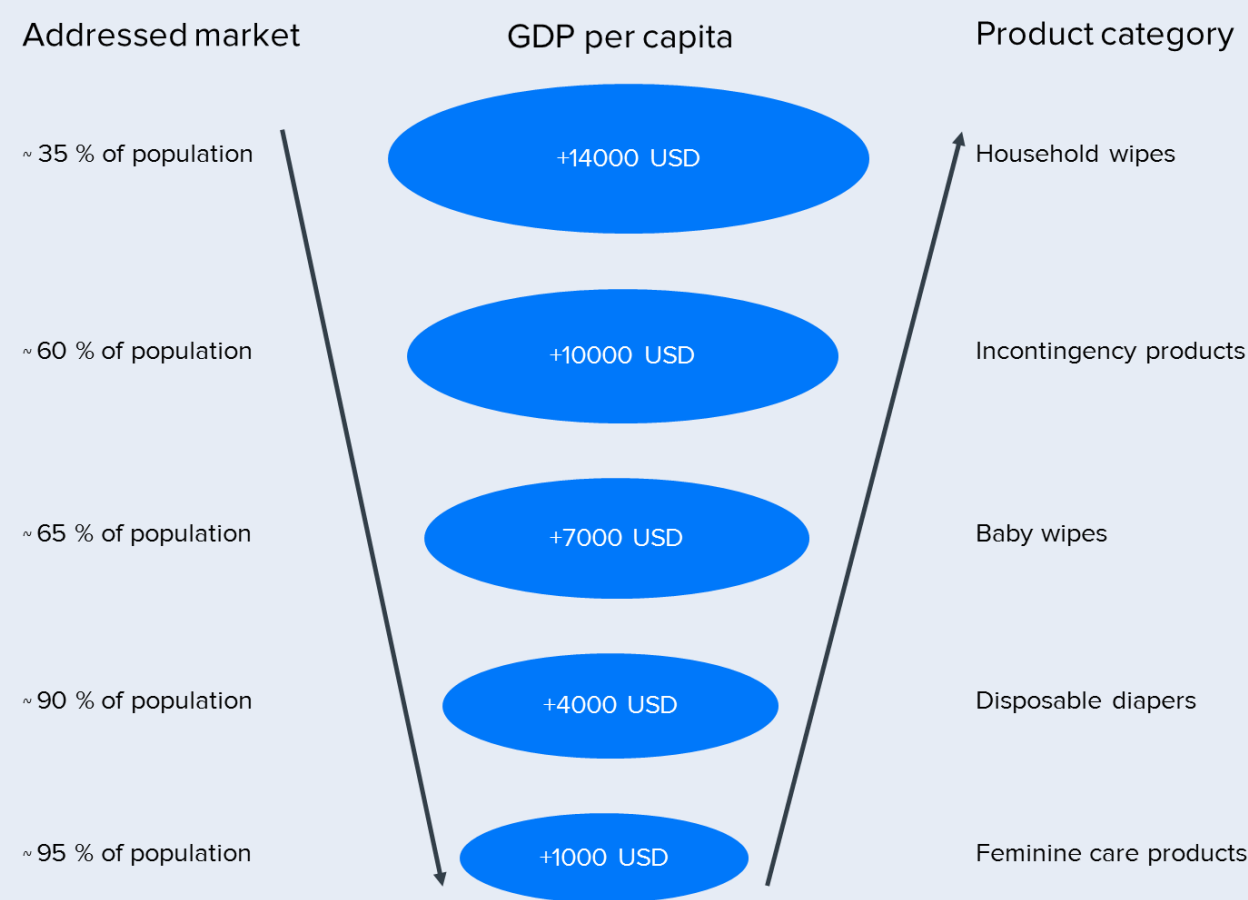 Addressed market GDP per capita Product category
~ 35 % of population +14000 USD Household wipes
~ 60 % of population +10000 USD Incontingency products
~ 65 % of population +7000 USD Baby wipes
~ 90 % of population +4000 USD Disposable diapers
~ 95 % of population +1000 USD Feminine care products